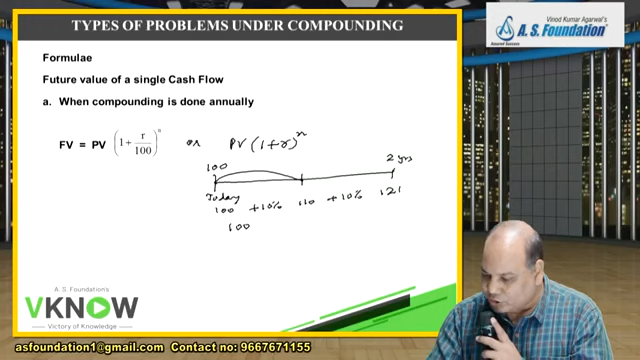 TYPES OF PROBLEMS UNDER COMPOUNDING
Vinod Kumar Agarwal's
A. S. Foundation
Assured Success
Formulae
Future value of a single Cash Flow
a. When compounding is done annually
FV = PV (1 + r/100)^n or PV (1+r)^n
100 2 yrs
Today
100 +10% 110 +10% 121
100
A. S. Foundation's
VKNOW
- Victory of Knowledge -
asfoundation1@gmail.com Contact no: 9667671155